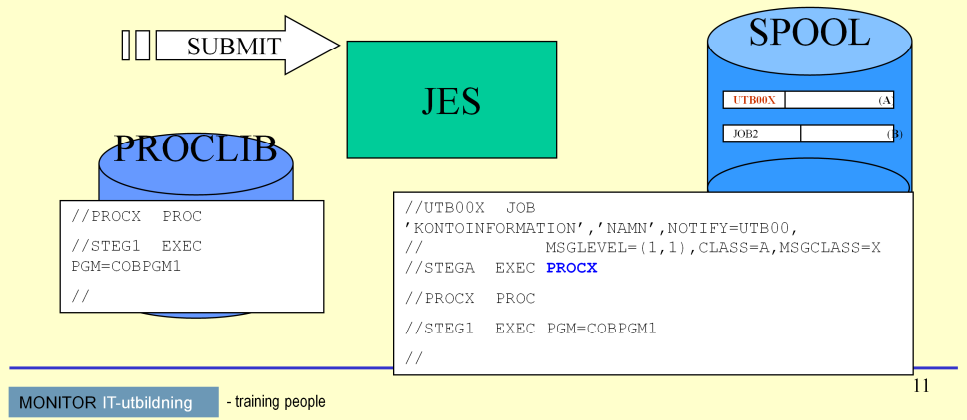 SUBMIT
JES
SPOOL
UTB00X (A
JOB2 (B)
PROCLIB
//PROCX PROC
//STEG1 EXEC
PGM=COBPGM1
//
//UTB00X JOB
'KONTOINFORMATION','NAMN',NOTIFY=UTB00,
// MSGLEVEL=(1,1),CLASS=A,MSGCLASS=X
//STEGA EXEC PROCX
//PROCX PROC
//STEG1 EXEC PGM=COBPGM1
//
11
MONITOR IT-utbildning - training people